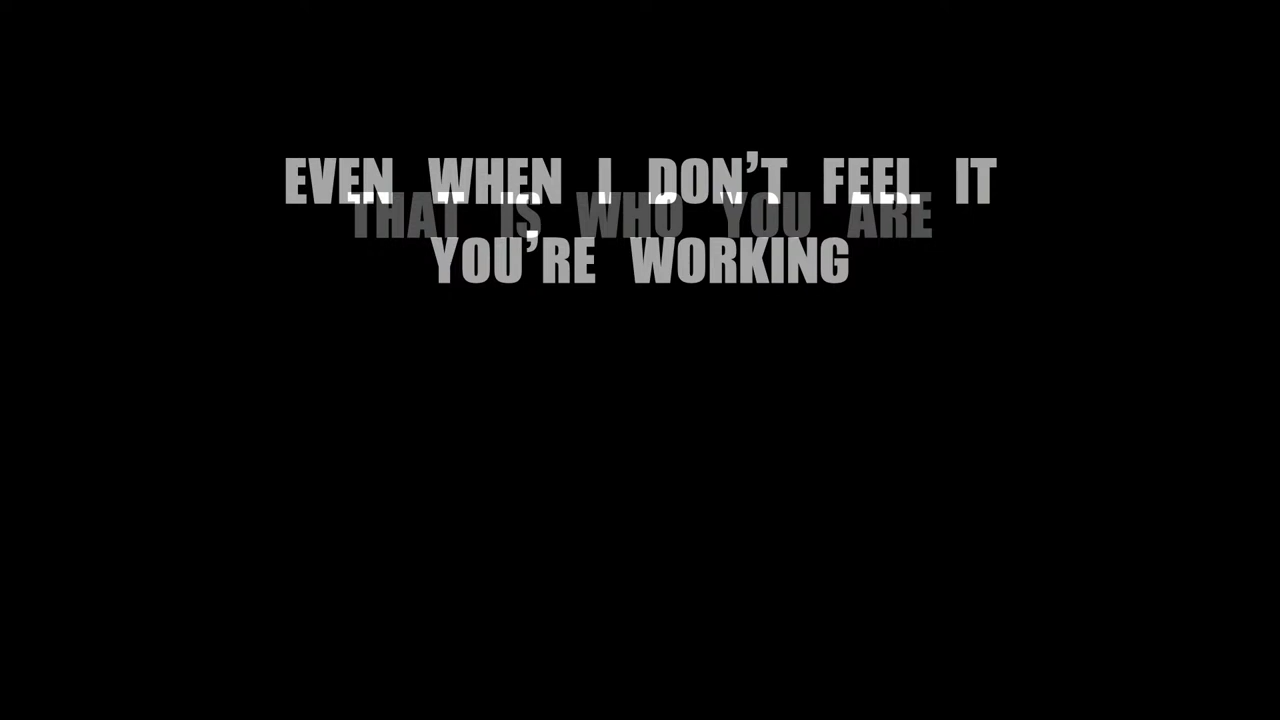 EVEN WHEN I DON’T FEEL IT
THAT IS WHO YOU ARE
YOU’RE WORKING